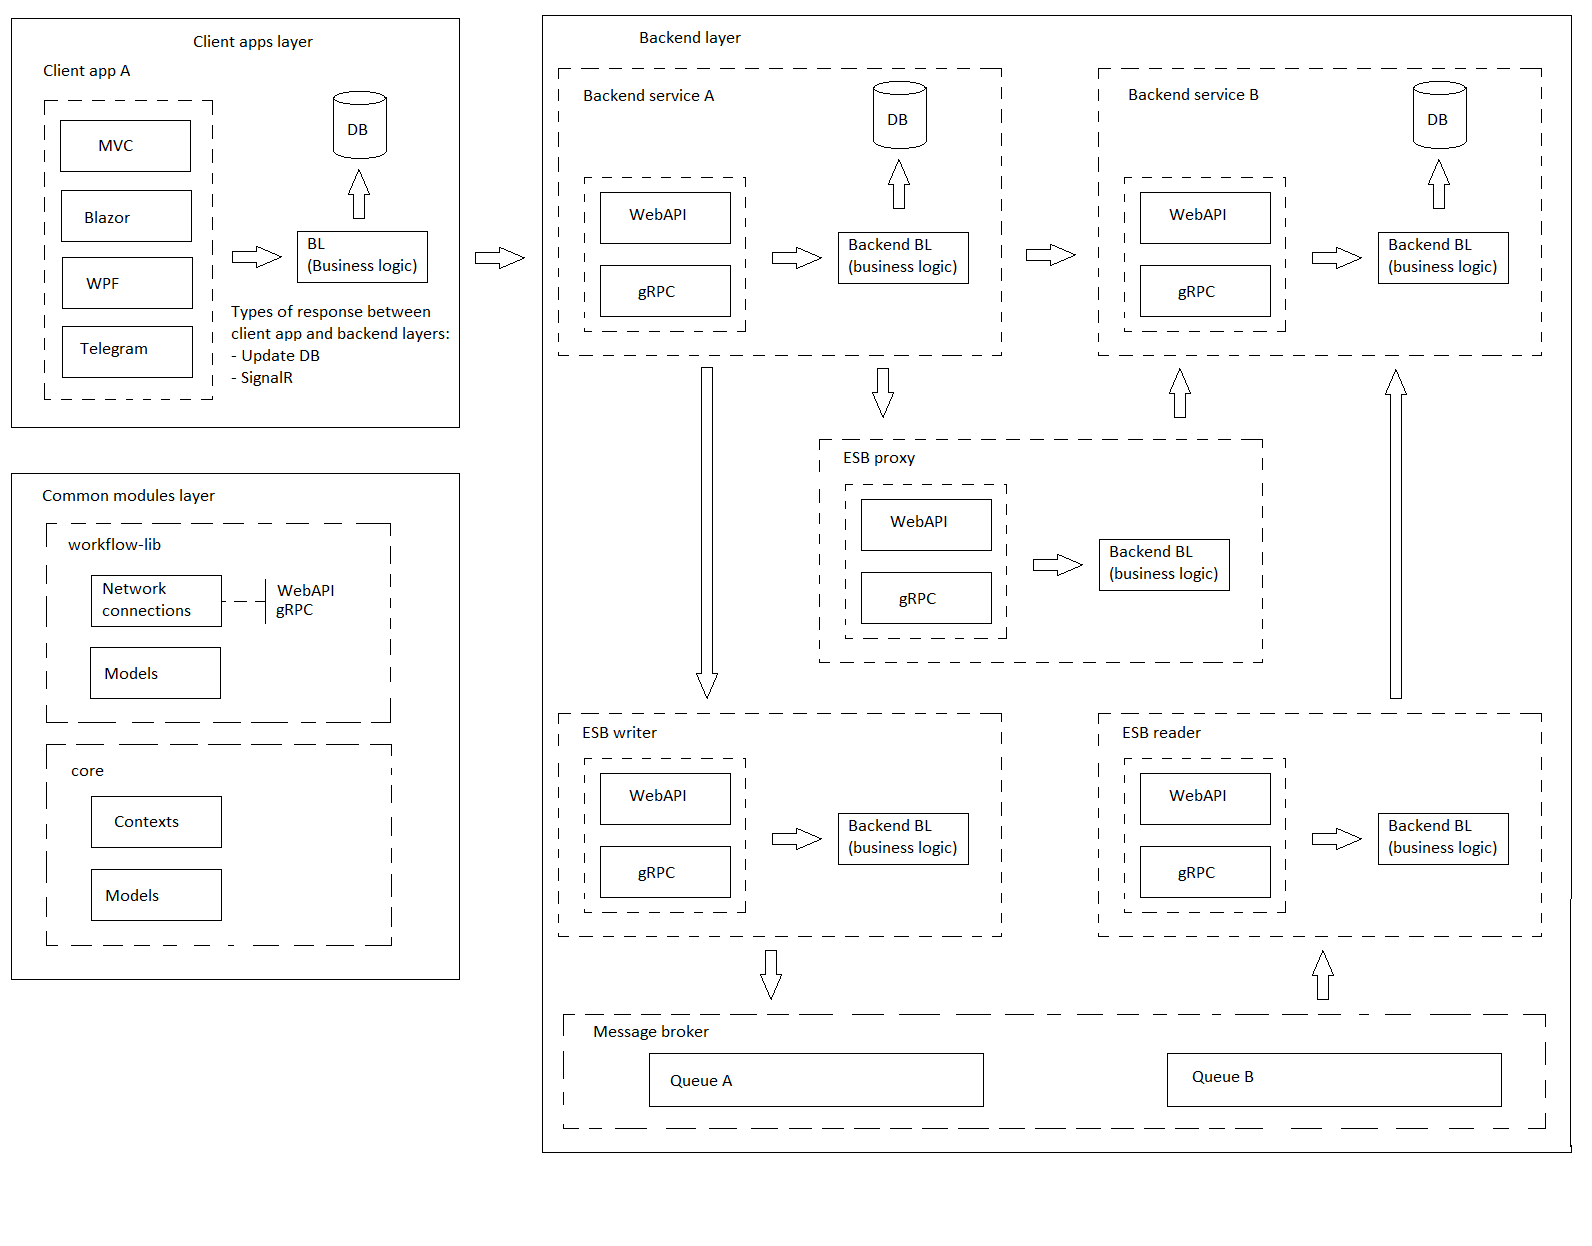 Client apps layer
Client app A
MVC
Blazor
WPF
Telegram
DB
BL
(Business logic)
Types of response between
client app and backend layers:
- Update DB
- SignalR
Common modules layer
workflow-lib
Network
connections
WebAPI
gRPC
Models
core
Contexts
Models
Backend layer
Backend service A
WebAPI
gRPC
DB
Backend BL
(business logic)
Backend service B
WebAPI
gRPC
DB
Backend BL
(business logic)
ESB proxy
WebAPI
gRPC
Backend BL
(business logic)
ESB writer
WebAPI
gRPC
Backend BL
(business logic)
ESB reader
WebAPI
gRPC
Backend BL
(business logic)
Message broker
Queue A
Queue B